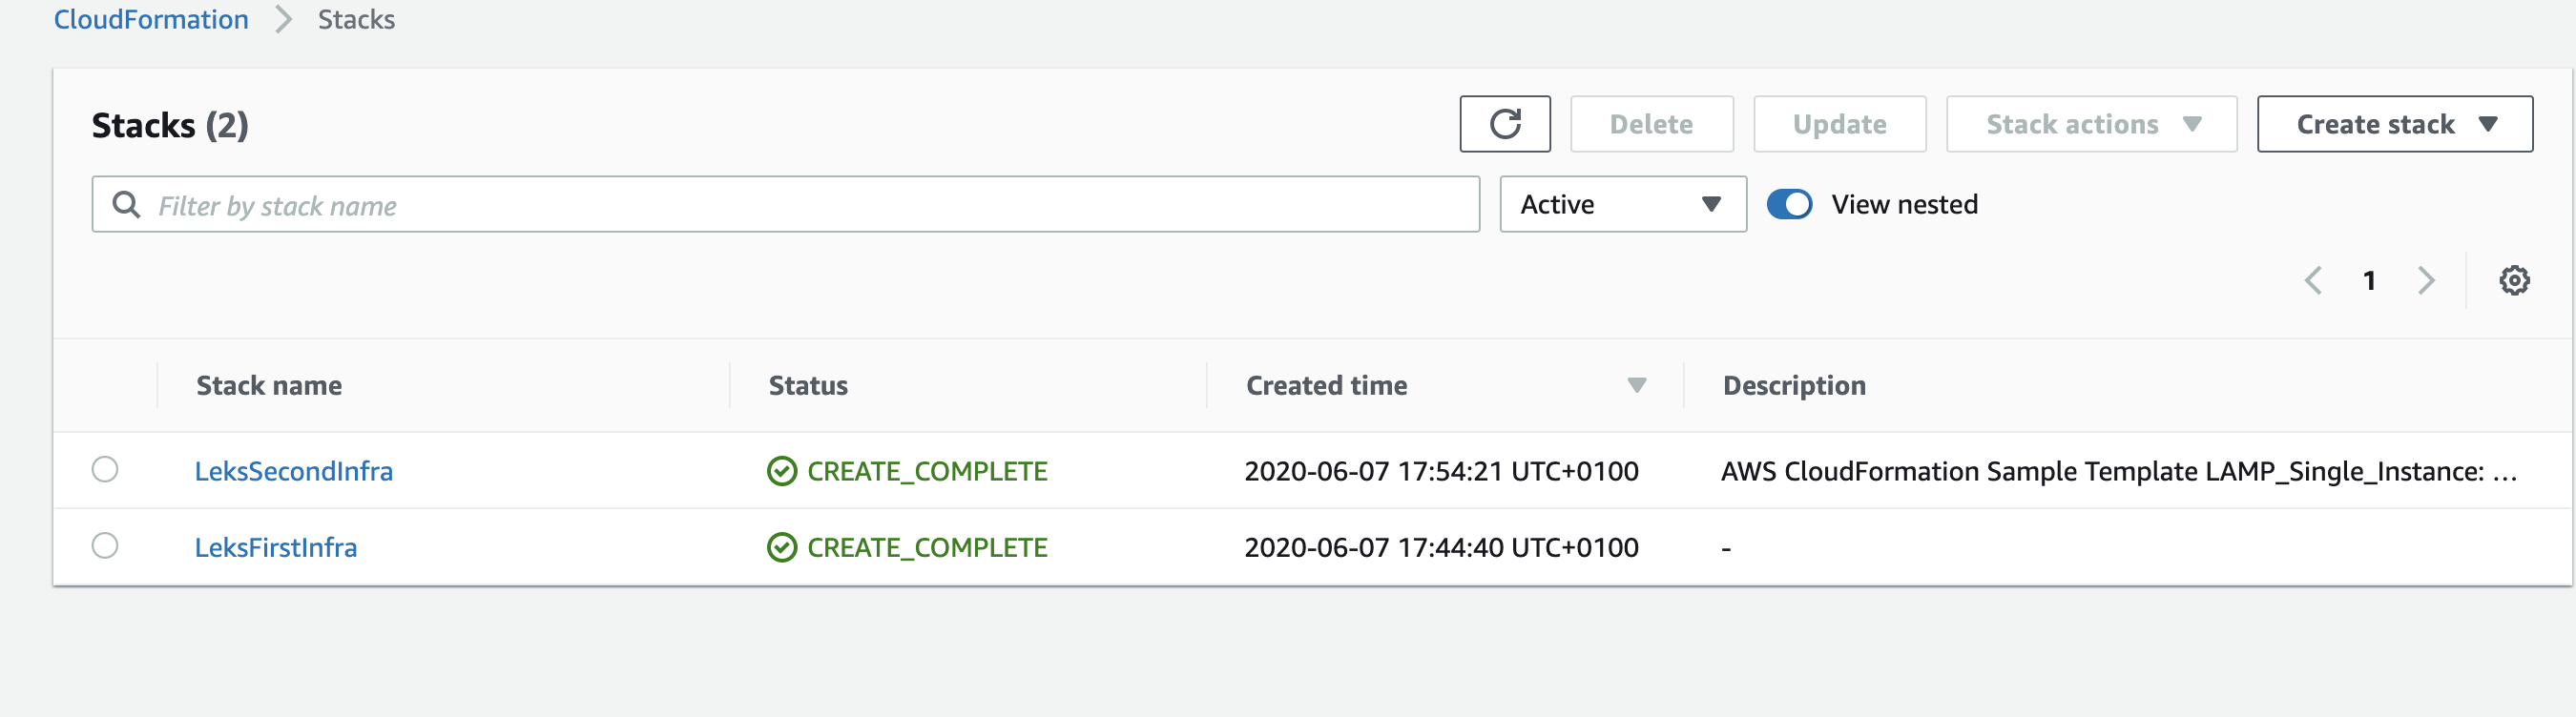 CloudFormation > Stacks
Stacks (2)
Delete
Update
Stack actions
Create stack
Filter by stack name
Active
View nested
1
Stack name Status Created time Description
LeksSecondInfra CREATE_COMPLETE 2020-06-07 17:54:21 UTC+0100 AWS CloudFormation Sample Template LAMP_Single_Instance: ...
LeksFirstInfra CREATE_COMPLETE 2020-06-07 17:44:40 UTC+0100 -